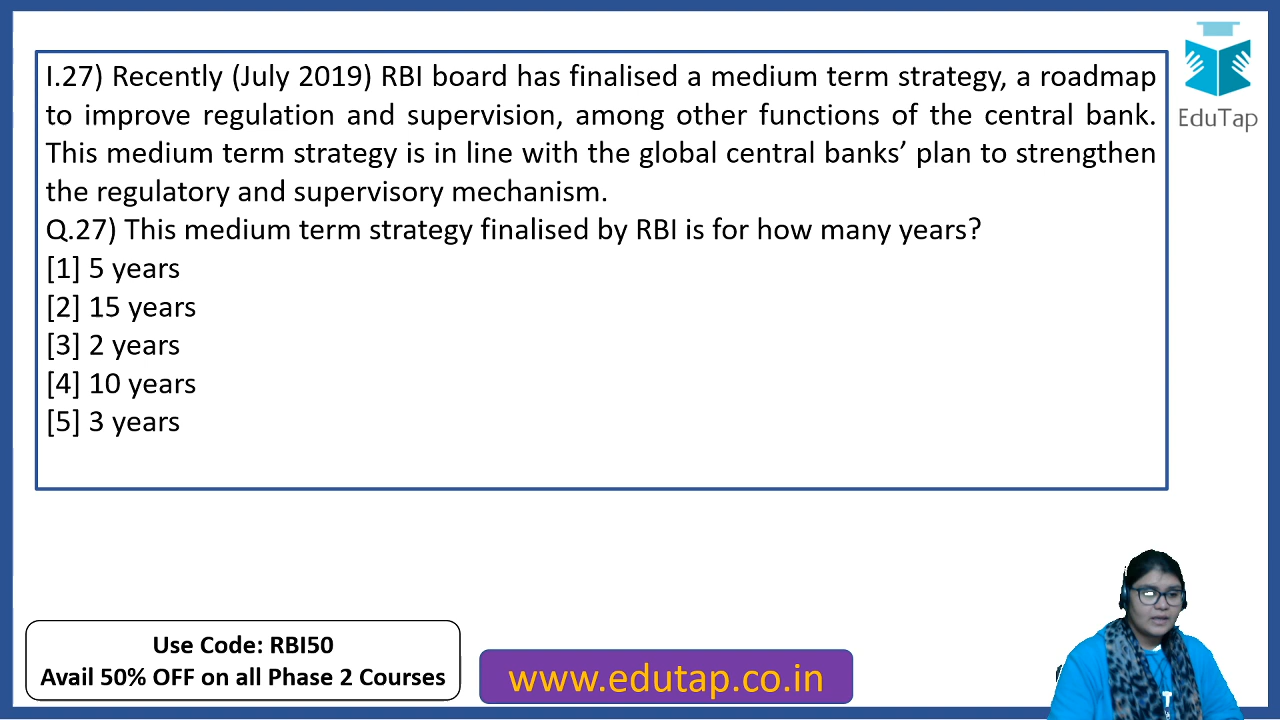 I.27) Recently (July 2019) RBI board has finalised a medium term strategy, a roadmap
to improve regulation and supervision, among other functions of the central bank.
This medium term strategy is in line with the global central banks’ plan to strengthen
the regulatory and supervisory mechanism.
Q.27) This medium term strategy finalised by RBI is for how many years?
[1] 5 years
[2] 15 years
[3] 2 years
[4] 10 years
[5] 3 years
EduTap
Use Code: RBI50
Avail 50% OFF on all Phase 2 Courses
www.edutap.co.in